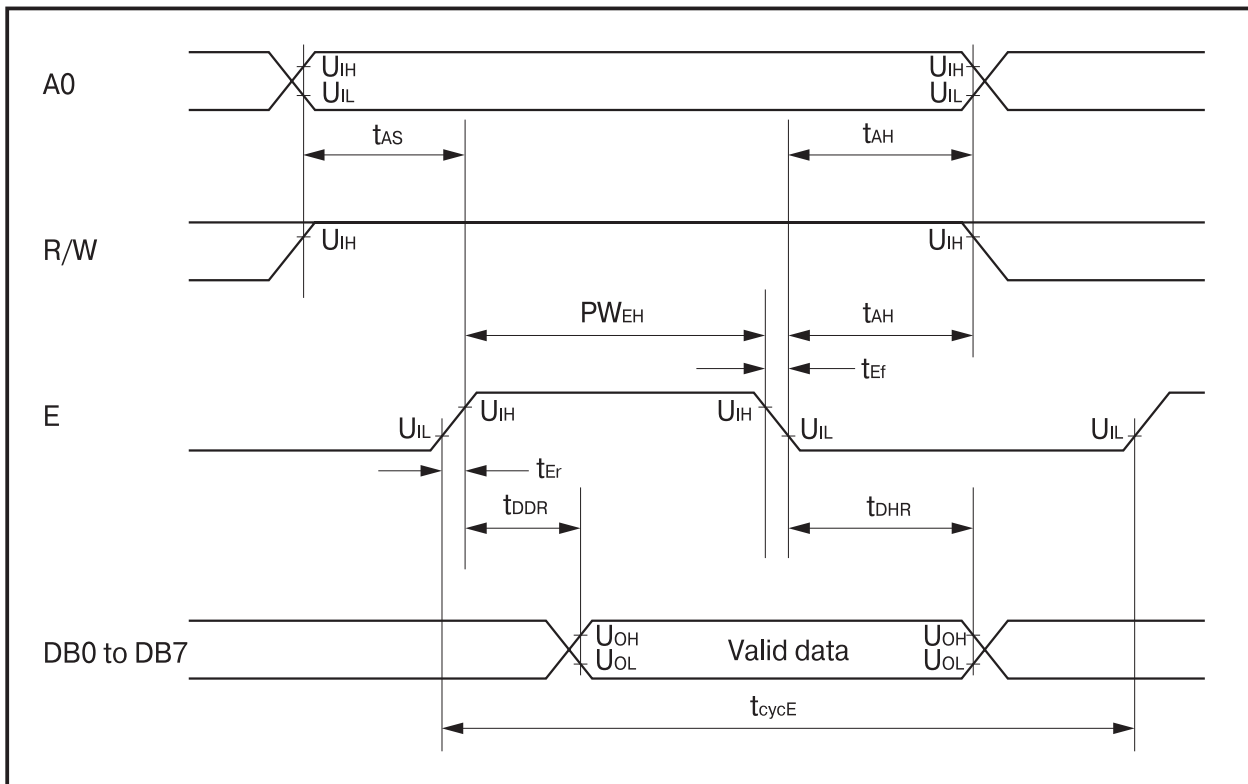 A0
UIH
UIL
UIH
UIL
tAS
tAH
R/W
UIH
UIH
PWEH
tAH
tEf
E
UIL
UIH
UIH
UIL
UIL
tEr
tDDR
tDHR
DB0 to DB7
UOH
UOL
Valid data
UOH
UOL
tcycE